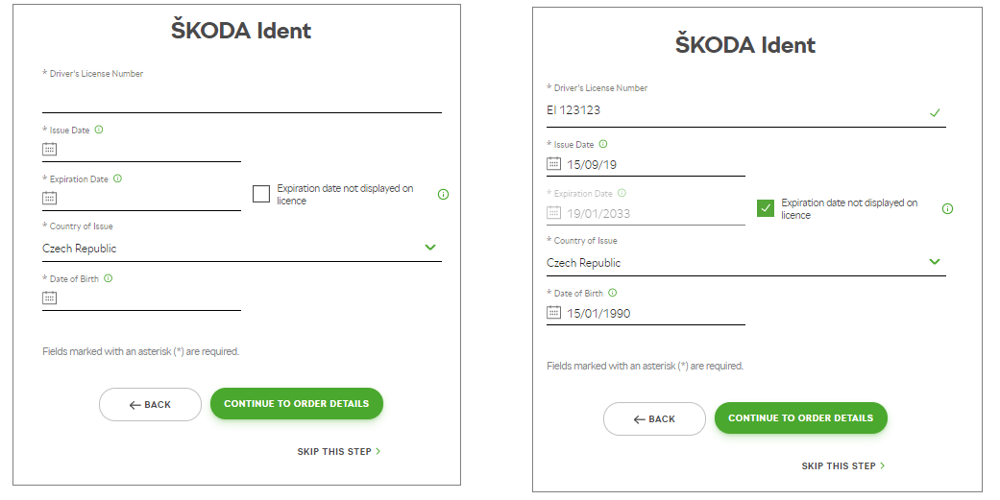 ŠKODA Ident
* Driver's License Number
* Issue Date
* Expiration Date
Expiration date not displayed on
licence
* Country of Issue
Czech Republic
* Date of Birth
Fields marked with an asterisk (*) are required.
← BACK
CONTINUE TO ORDER DETAILS
SKIP THIS STEP >
ŠKODA Ident
* Driver's License Number
EI 123123
* Issue Date
15/09/19
* Expiration Date
19/01/2033
Expiration date not displayed on
licence
* Country of Issue
Czech Republic
* Date of Birth
15/01/1990
Fields marked with an asterisk (*) are required.
← BACK
CONTINUE TO ORDER DETAILS
SKIP THIS STEP >